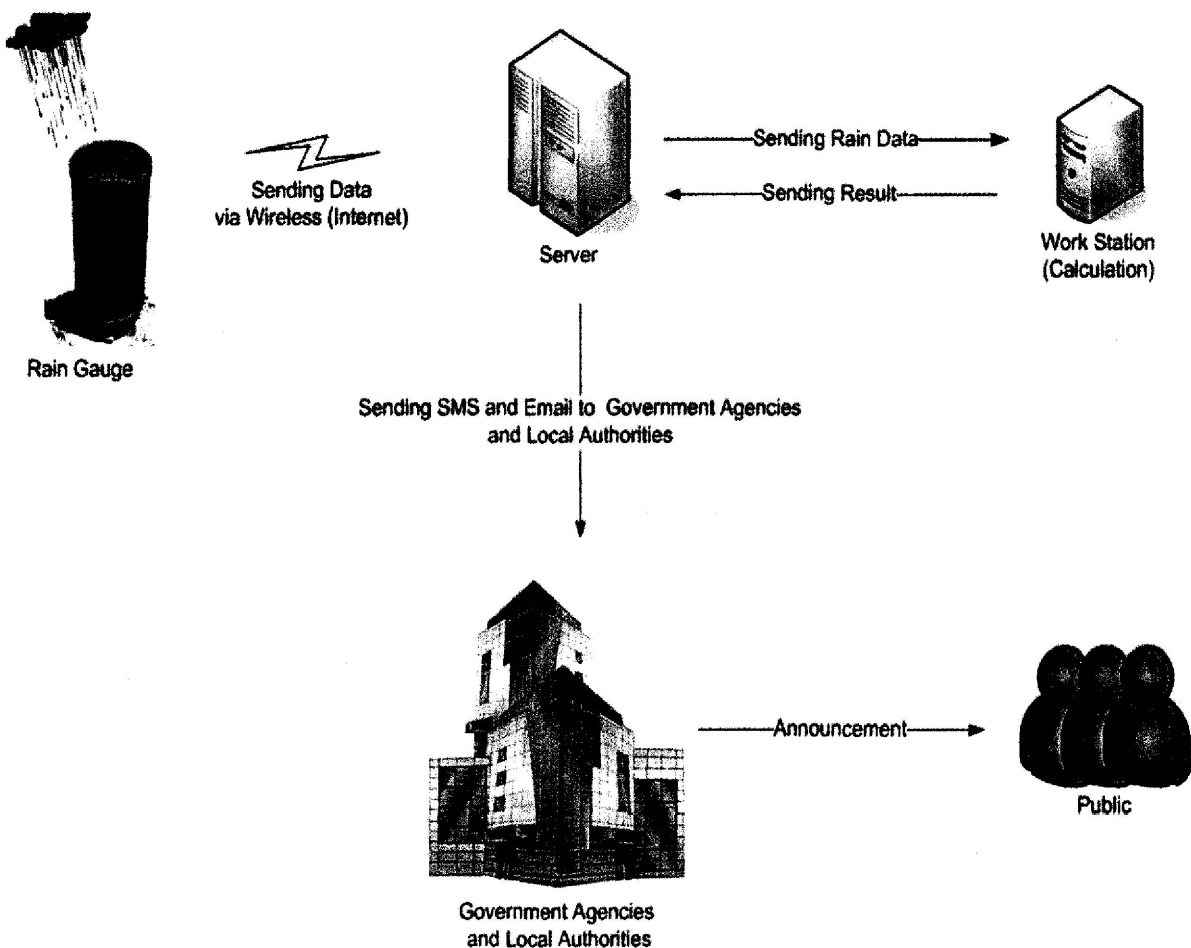 Sending Data
via Wireless (Internet)
Sending Rain Data
Sending Result
Server
Work Station
(Calculation)
Rain Gauge
Sending SMS and Email to Government Agencies
and Local Authorities
Announcement
Public
Government Agencies
and Local Authorities